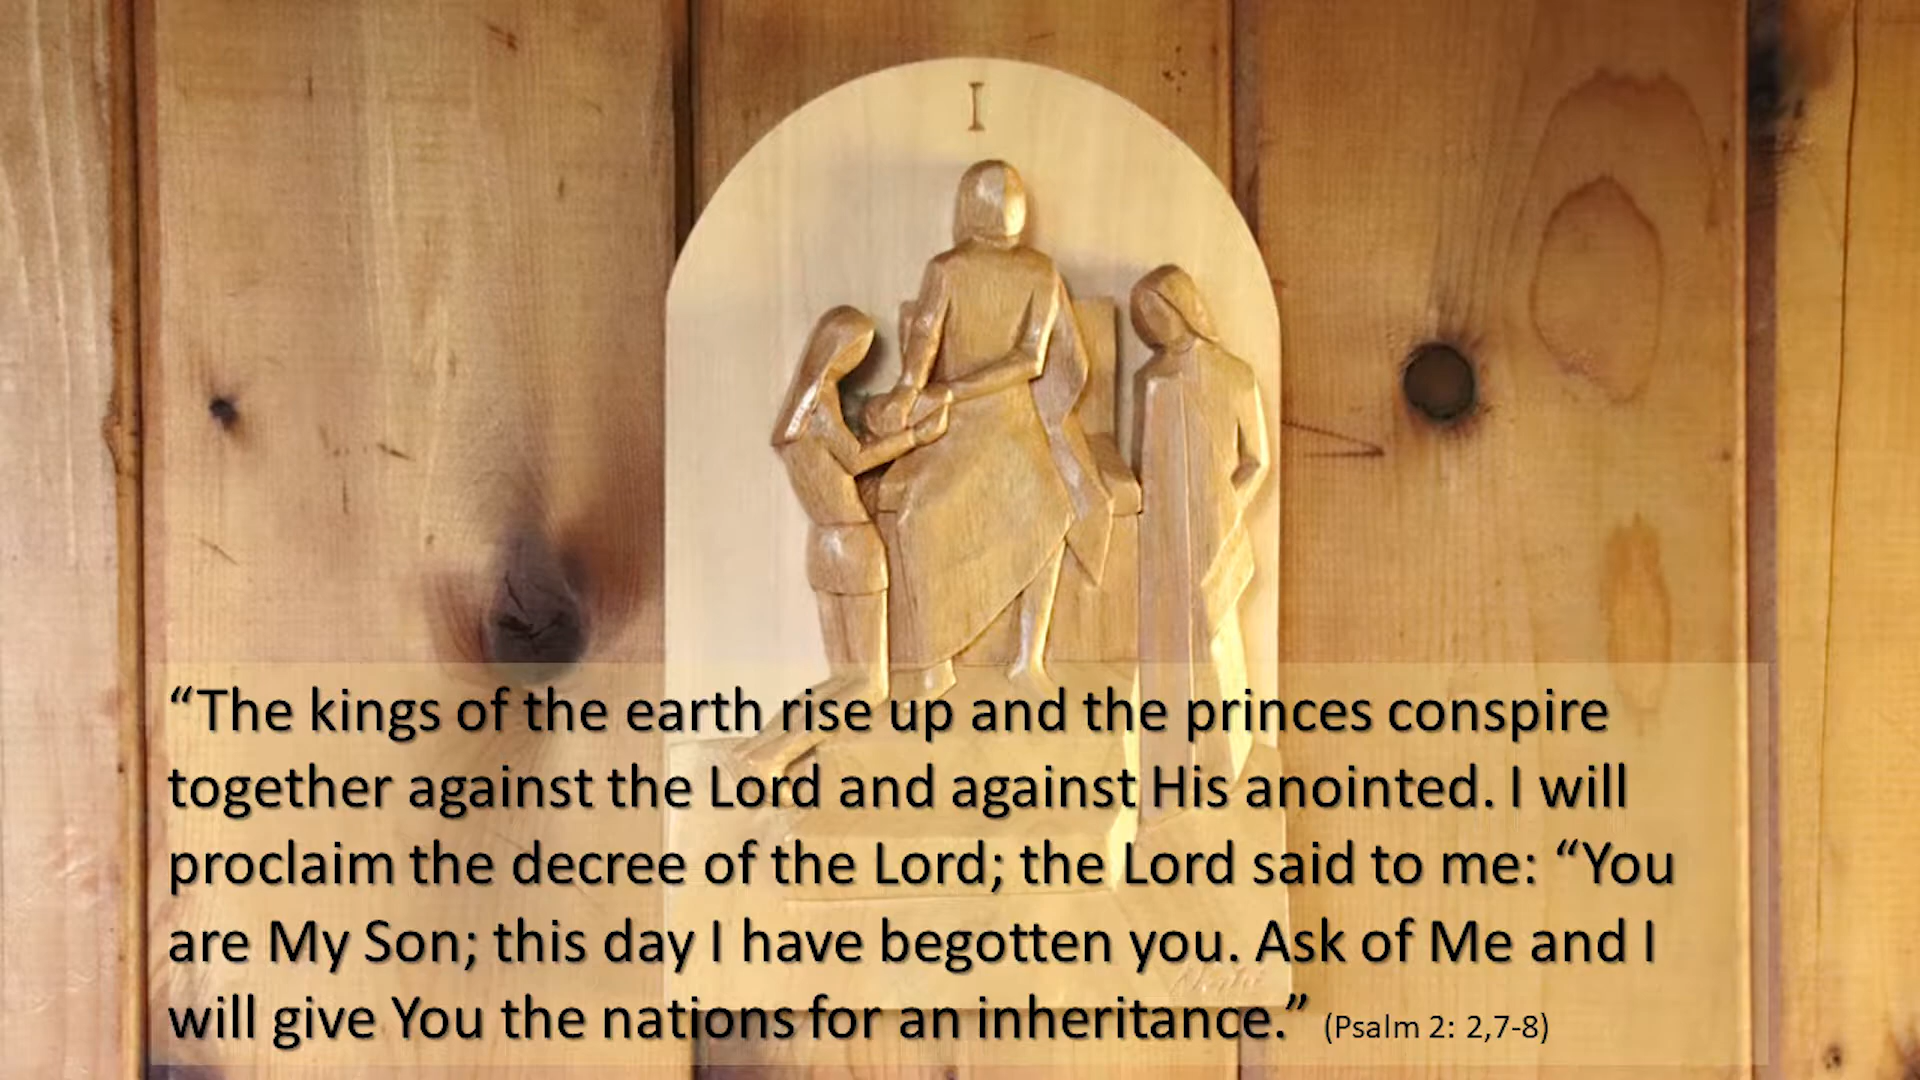 I
“The kings of the earth rise up and the princes conspire
together against the Lord and against His anointed. I will
proclaim the decree of the Lord; the Lord said to me: “You
are My Son; this day I have begotten you. Ask of Me and I
will give You the nations for an inheritance.” (Psalm 2: 2,7-8)